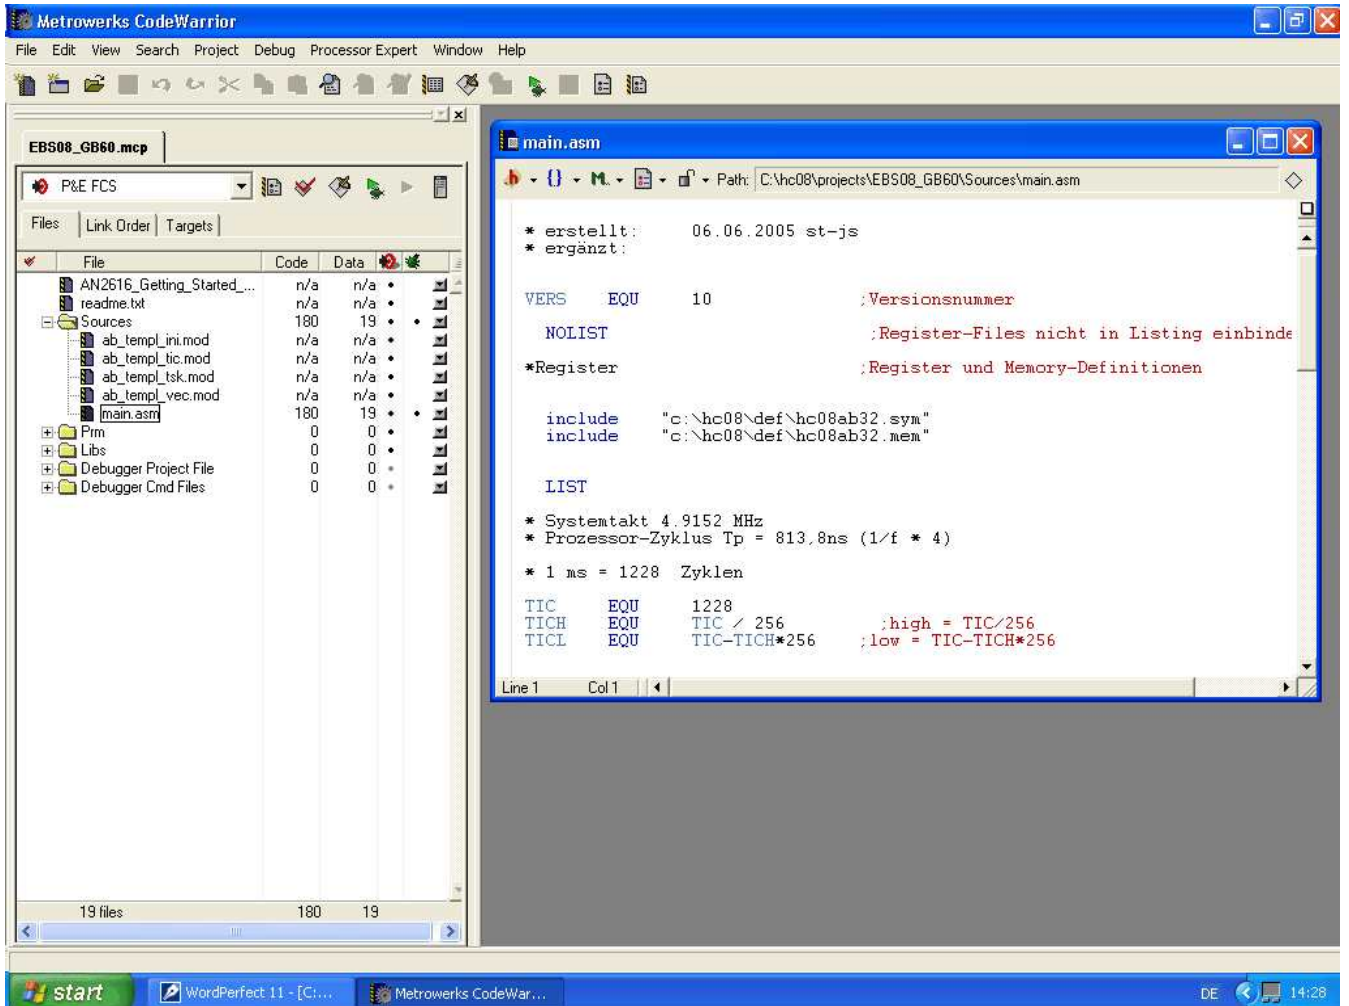 Metrowerks CodeWarrior
File Edit View Search Project Debug Processor Expert Window Help
EBS08_GB60.mcp
P&E FCS
Files Link Order Targets
File Code Data
AN2616_Getting_Started_... n/a n/a
readme.txt n/a n/a
Sources 180 19
ab_templ_ini.mod n/a n/a
ab_templ_tic.mod n/a n/a
ab_templ_tsk.mod n/a n/a
ab_templ_vec.mod n/a n/a
main.asm 180 19
Prm 0 0
Libs 0 0
Debugger Project File 0 0
Debugger Cmd Files 0 0
19 files 180 19
main.asm
.h {} M. Path: C:\hc08\projects\EBS08_GB60\Sources\main.asm
* erstellt: 06.06.2005 st-js
* ergänzt:
VERS EQU 10 ;Versionsnummer
NOLIST ;Register-Files nicht in Listing einbinde
*Register ;Register und Memory-Definitionen
include "c:\hc08\def\hc08ab32.sym"
include "c:\hc08\def\hc08ab32.mem"
LIST
* Systemtakt 4.9152 MHz
* Prozessor-Zyklus Tp = 813,8ns (1/f * 4)
* 1 ms = 1228 Zyklen
TIC EQU 1228
TICH EQU TIC / 256 ;high = TIC/256
TICL EQU TIC-TICH*256 ;low = TIC-TICH*256
Line 1 Col 1
start WordPerfect 11 - [C:... Metrowerks CodeWar... DE 14:28